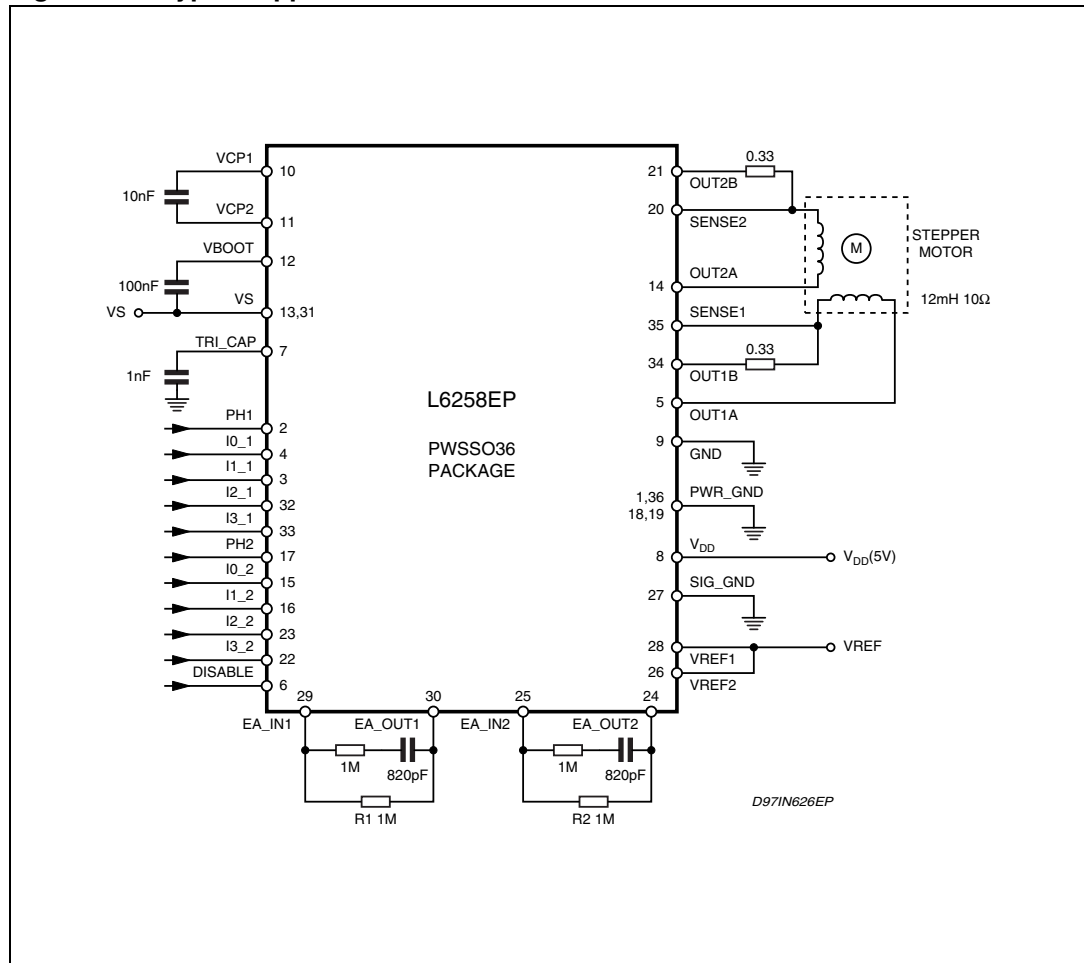 VCP1
10
10nF
VCP2
11
VBOOT
12
100nF
VS
VS
13,31
TRI_CAP
7
1nF
PH1
2
I0_1
4
I1_1
3
I2_1
32
I3_1
33
PH2
17
I0_2
15
I1_2
16
I2_2
23
I3_2
22
DISABLE
6
L6258EP
PWSSO36
PACKAGE
21
OUT2B
0.33
20
SENSE2
14
OUT2A
M
STEPPER
MOTOR
12mH 10Ω
35
SENSE1
0.33
34
OUT1B
5
OUT1A
9
GND
1,36
18,19
PWR_GND
8
VDD
VDD(5V)
27
SIG_GND
28
VREF1
VREF
26
VREF2
29
30
25
24
EA_IN1
EA_OUT1
EA_IN2
EA_OUT2
1M
820pF
1M
820pF
R1 1M
R2 1M
D97IN626EP